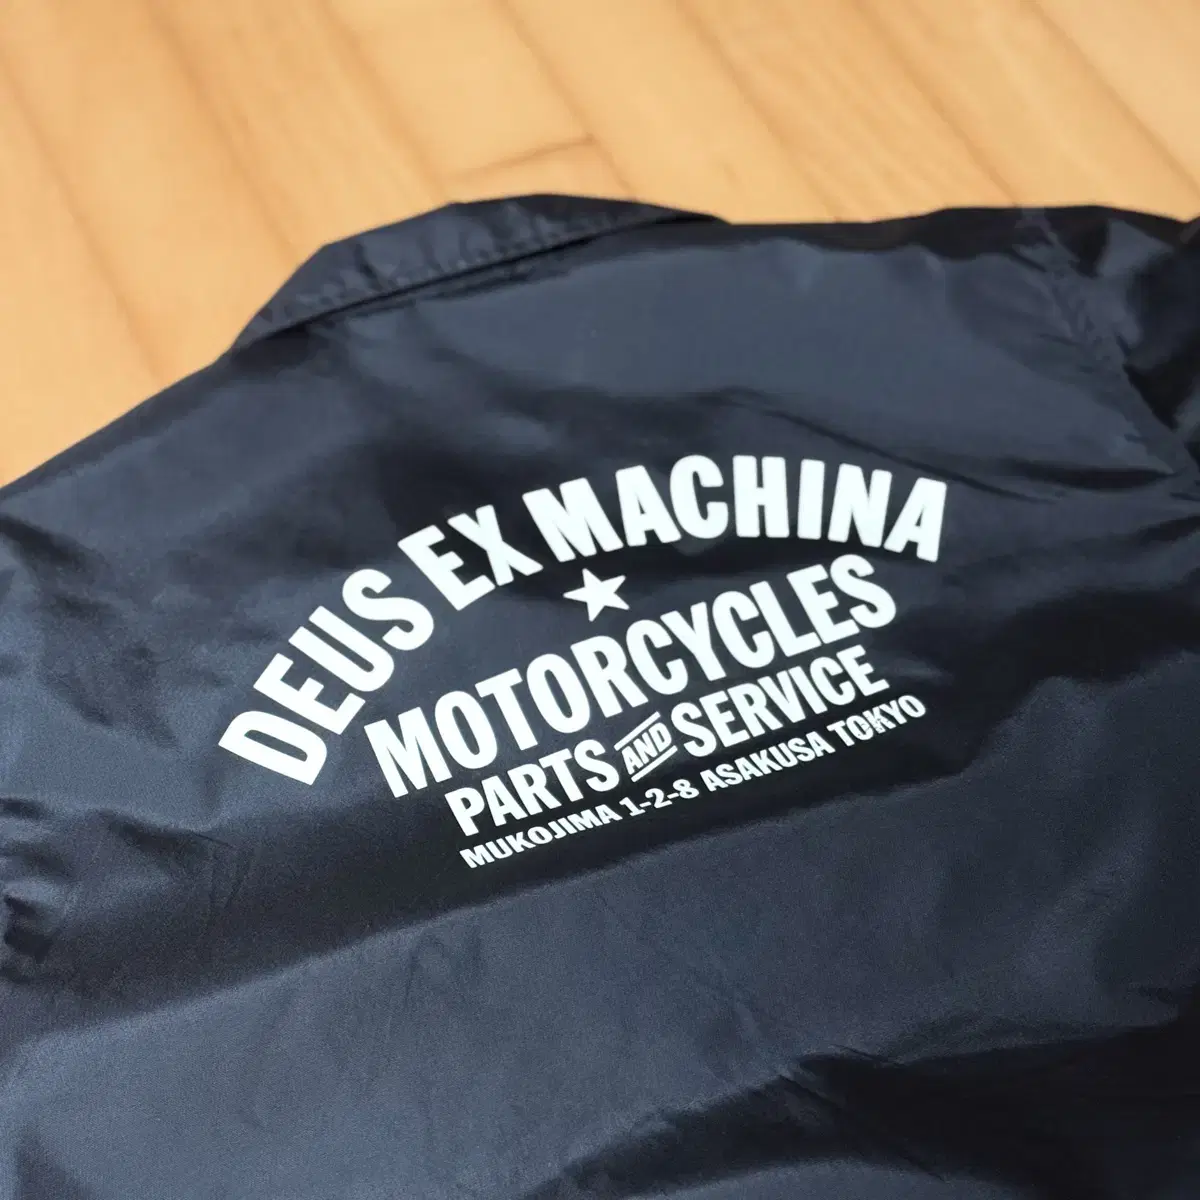 DEUS EX MACHINA
MOTORCYCLES
PARTS AND SERVICE
MUKOJIMA 1-2-8 ASAKUSA TOKYO